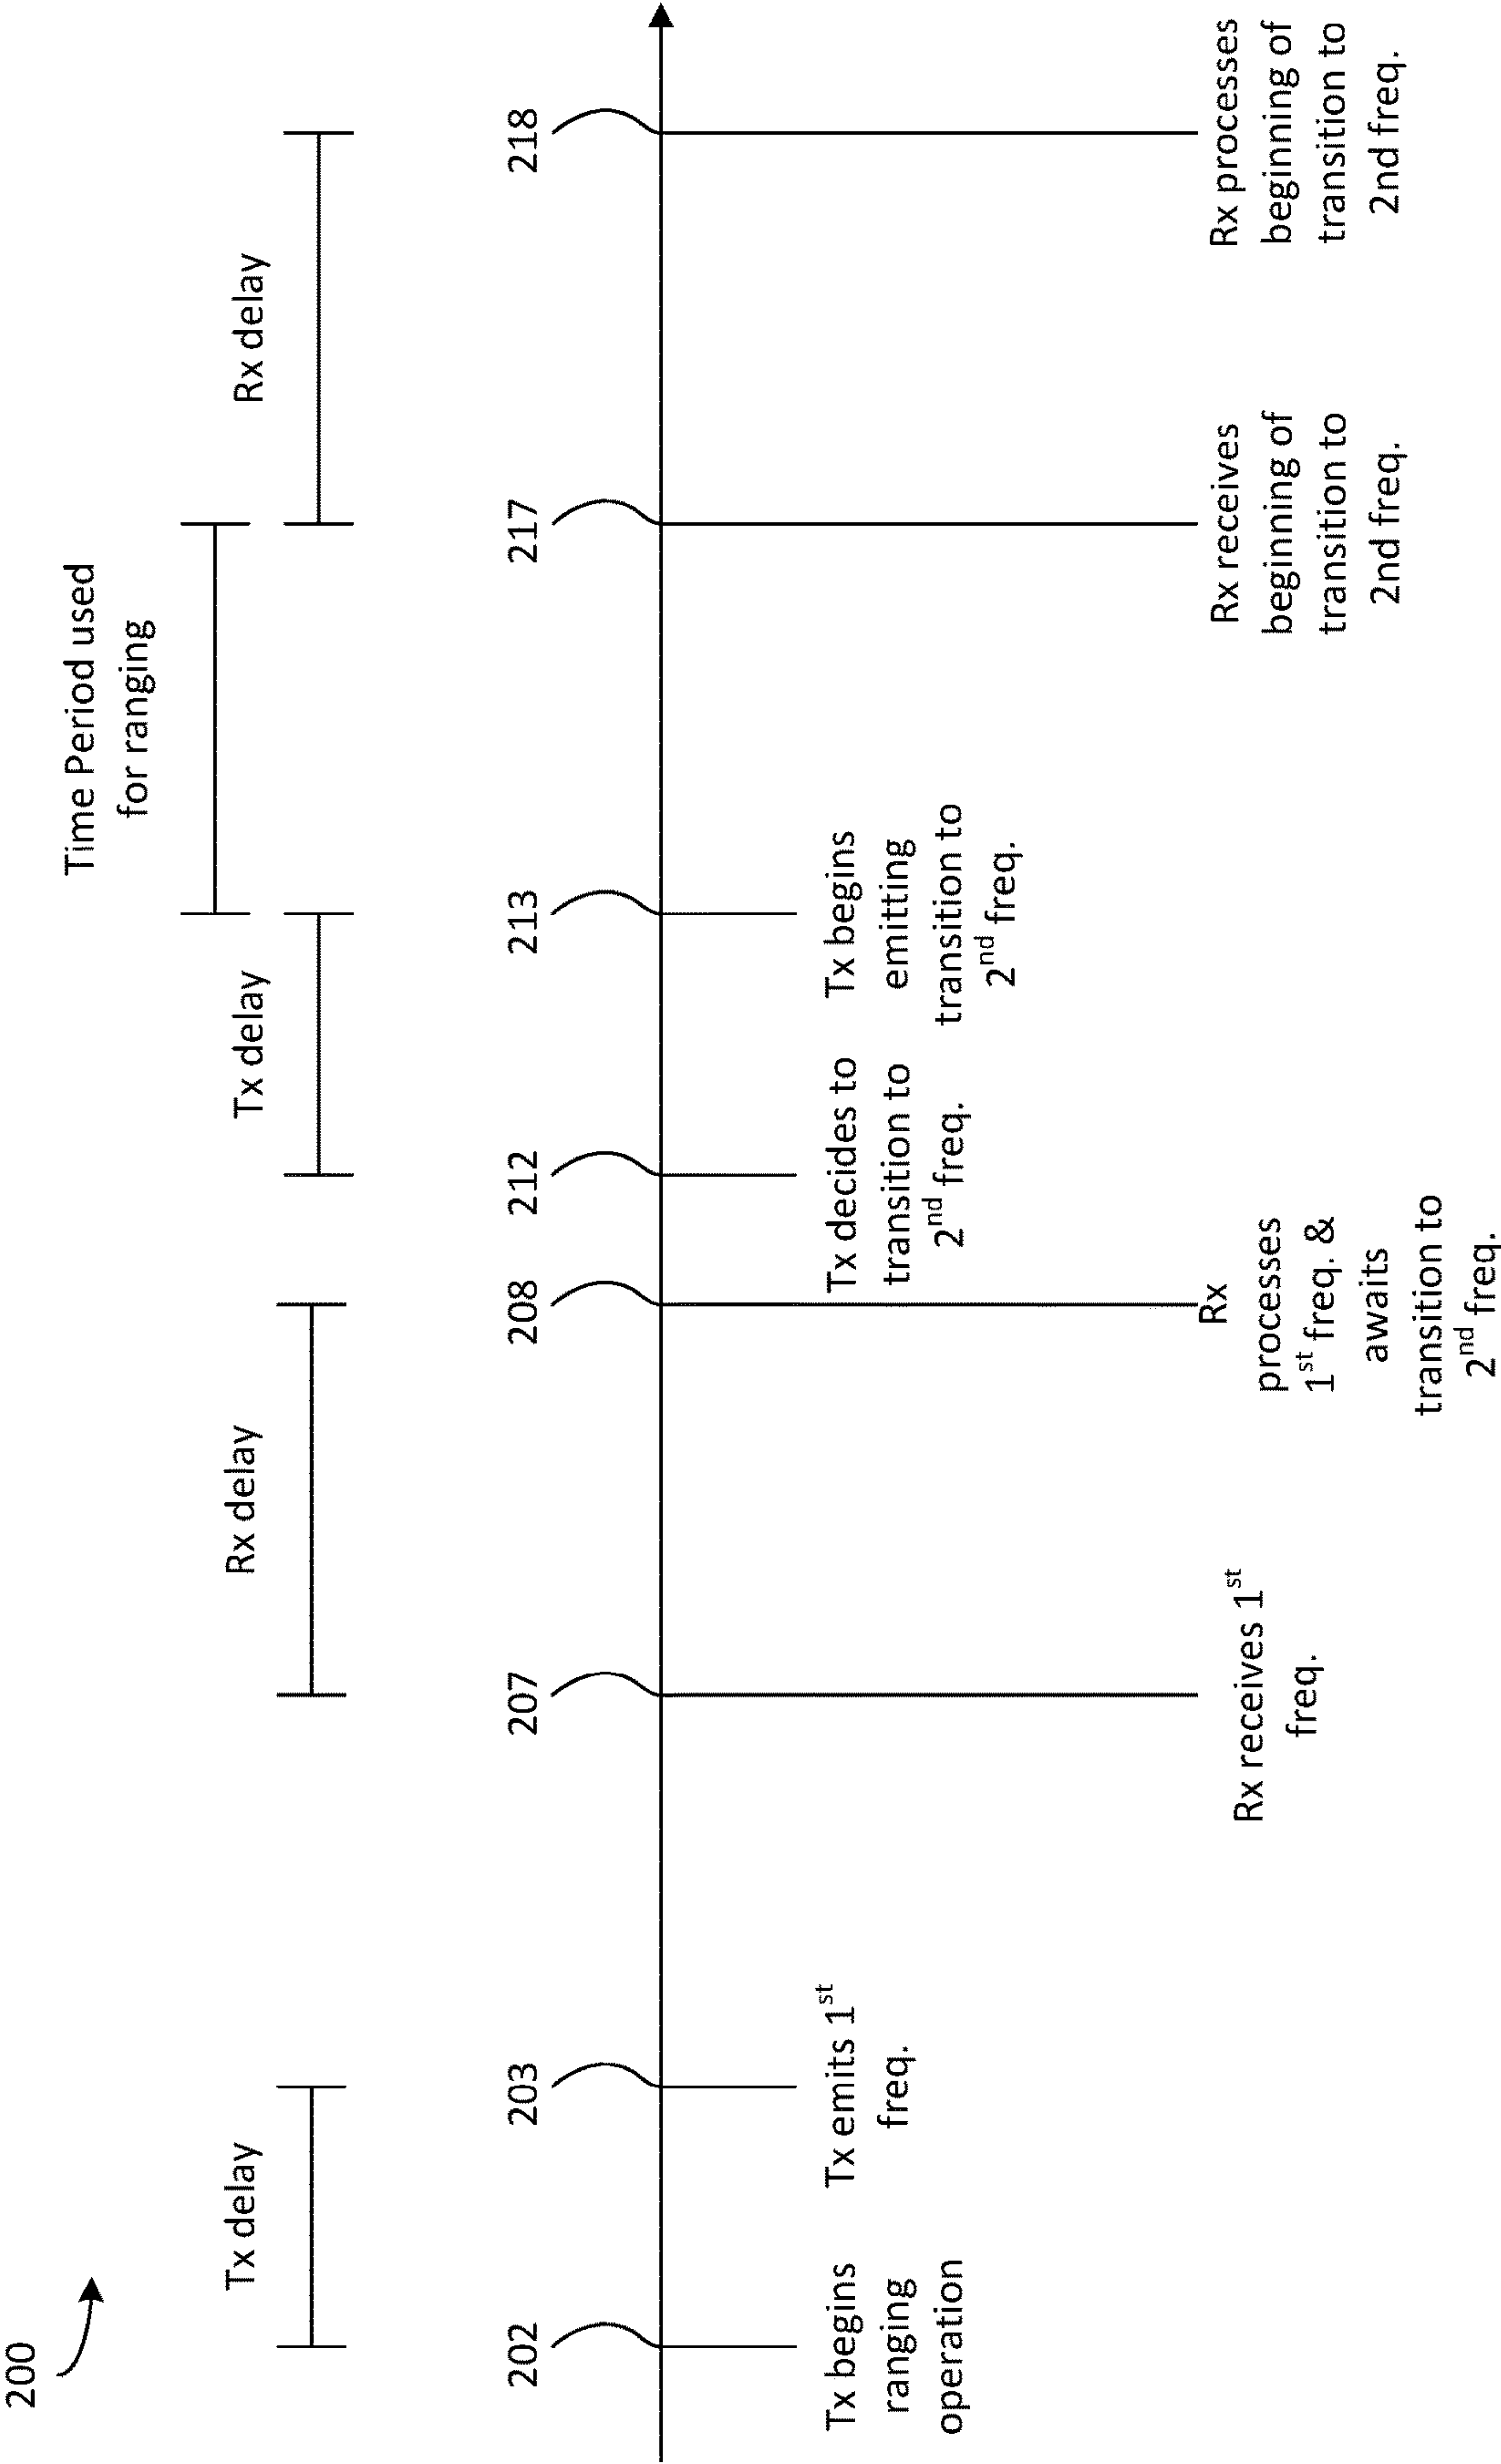 200
Time Period used
for ranging
Tx delay
Rx delay
Tx delay
Rx delay
202
203
207
208
212
213
217
218
Tx begins
ranging
operation
Tx emits 1st
freq.
Rx receives 1st
freq.
Rx
processes
1st freq. &
awaits
transition to
2nd freq.
Tx decides to
transition to
2nd freq.
Tx begins
emitting
transition to
2nd freq.
Rx receives
beginning of
transition to
2nd freq.
Rx processes
beginning of
transition to
2nd freq.